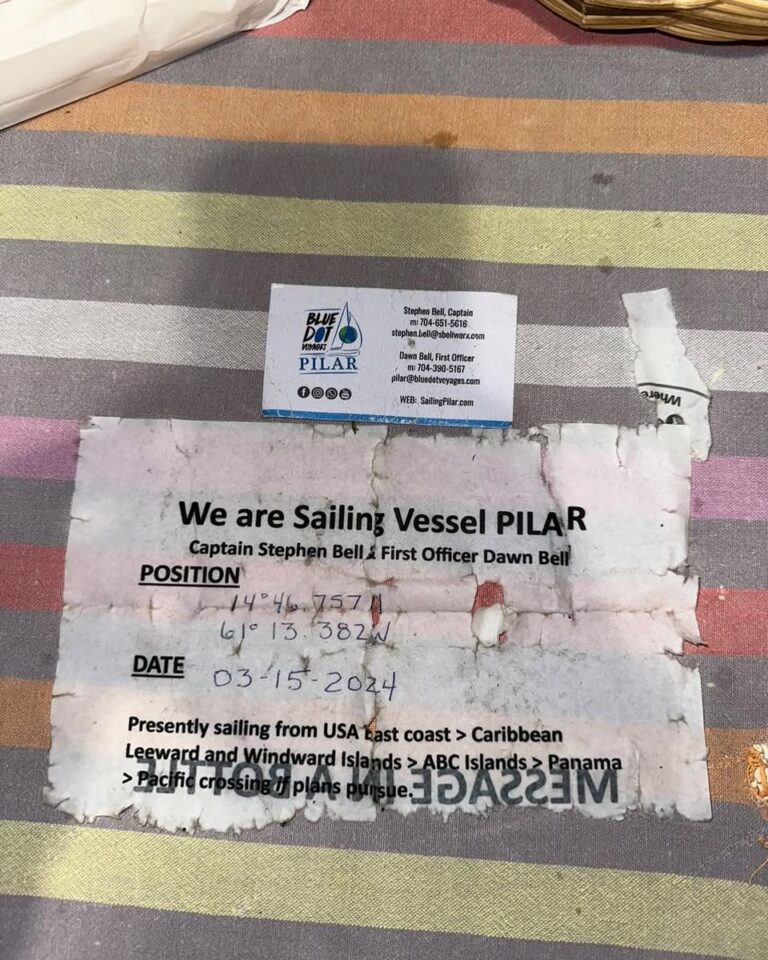 BLUE
DOT
VOYAGES
PILAR
Stephen Bell, Captain
m: 704-651-5616
stephen.bell@sbellworx.com
Dawn Bell, First Officer
m: 704-390-5167
pilar@bluedotvoyages.com
WEB: SailingPilar.com
Where
We are Sailing Vessel PILAR
Captain Stephen Bell & First Officer Dawn Bell
POSITION
14°46.757N
61° 13.382W
DATE
03-15-2024
Presently sailing from USA East coast > Caribbean
Leeward and Windward Islands > ABC Islands > Panama
> Pacific crossing if plans pursue.
MESSAGE IN A BOTTLE